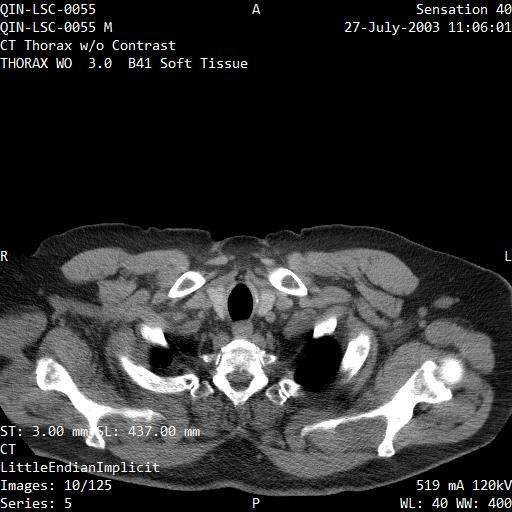 QIN-LSC-0055
A
Sensation 40
QIN-LSC-0055 M
27-July-2003 11:06:01
CT Thorax w/o Contrast
THORAX WO  3.0  B41 Soft Tissue
R
L
ST: 3.00 mm SL: 437.00 mm
CT
LittleEndianImplicit
Images: 10/125
519 mA 120kV
Series: 5
P
WL: 40 WW: 400